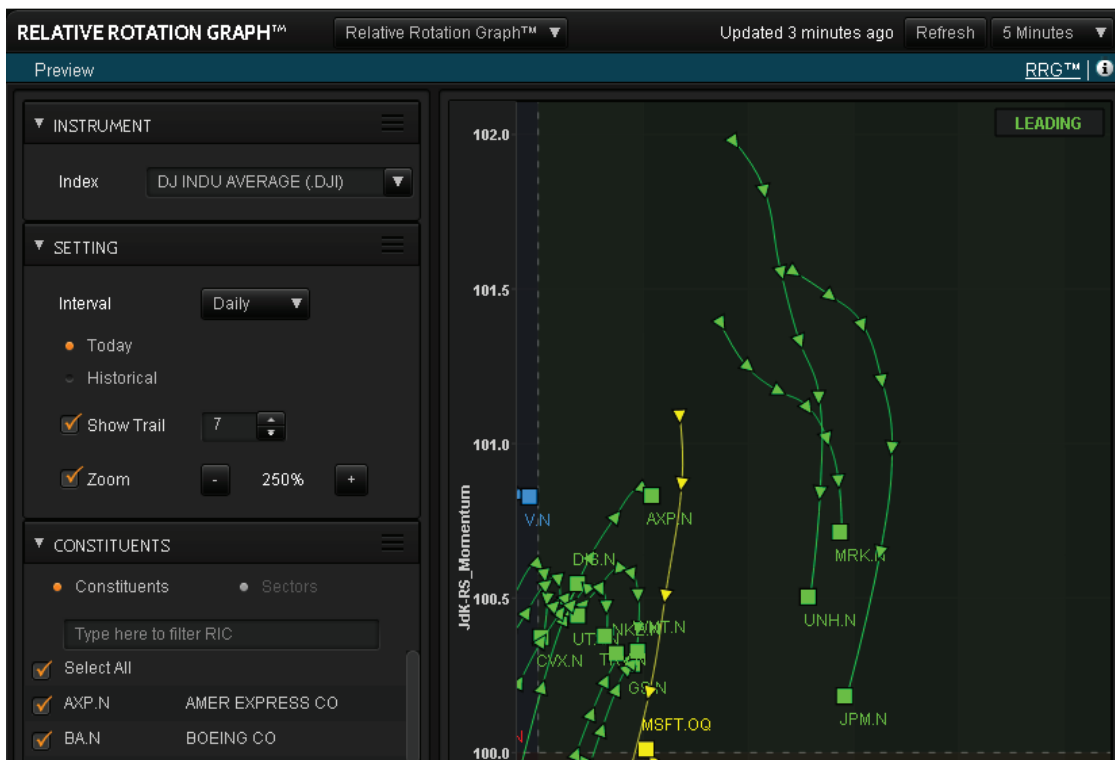 RELATIVE ROTATION GRAPH™ Relative Rotation Graph™ ▼ Updated 3 minutes ago Refresh 5 Minutes ▼
Preview RRG™ |
INSTRUMENT
Index DJ INDU AVERAGE (.DJI)
SETTING
Interval Daily
Today
Historical
Show Trail 7
Zoom - 250% +
CONSTITUENTS
Constituents Sectors
Type here to filter RIC
Select All
AXP.N AMER EXPRESS CO
BA.N BOEING CO
LEADING
102.0
101.5
101.0
100.5
100.0
JdK-RS_Momentum
V.N
AXP.N
DIS.N
MRK.N
UNH.N
CVX.N
GS.N
JPM.N
MSFT.OQ